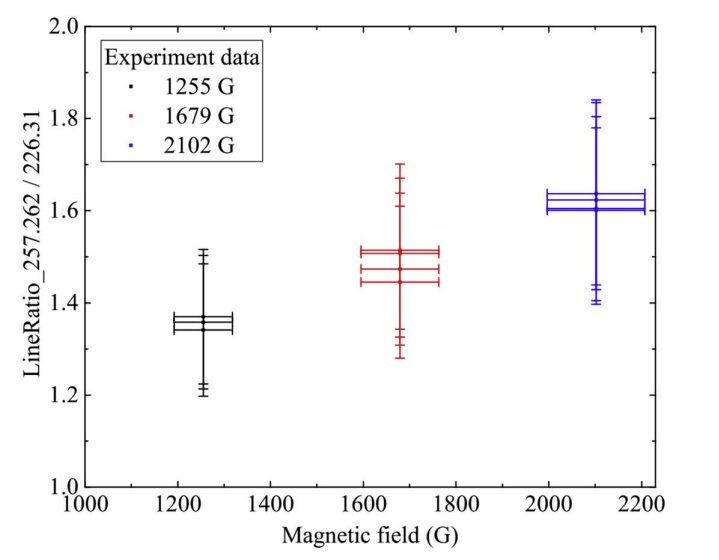 2.0
Experiment data
1255 G
1679 G
2102 G
1.8
1.6
1.4
1.2
1.0
LineRatio_257.262 / 226.31
1000 1200 1400 1600 1800 2000 2200
Magnetic field (G)